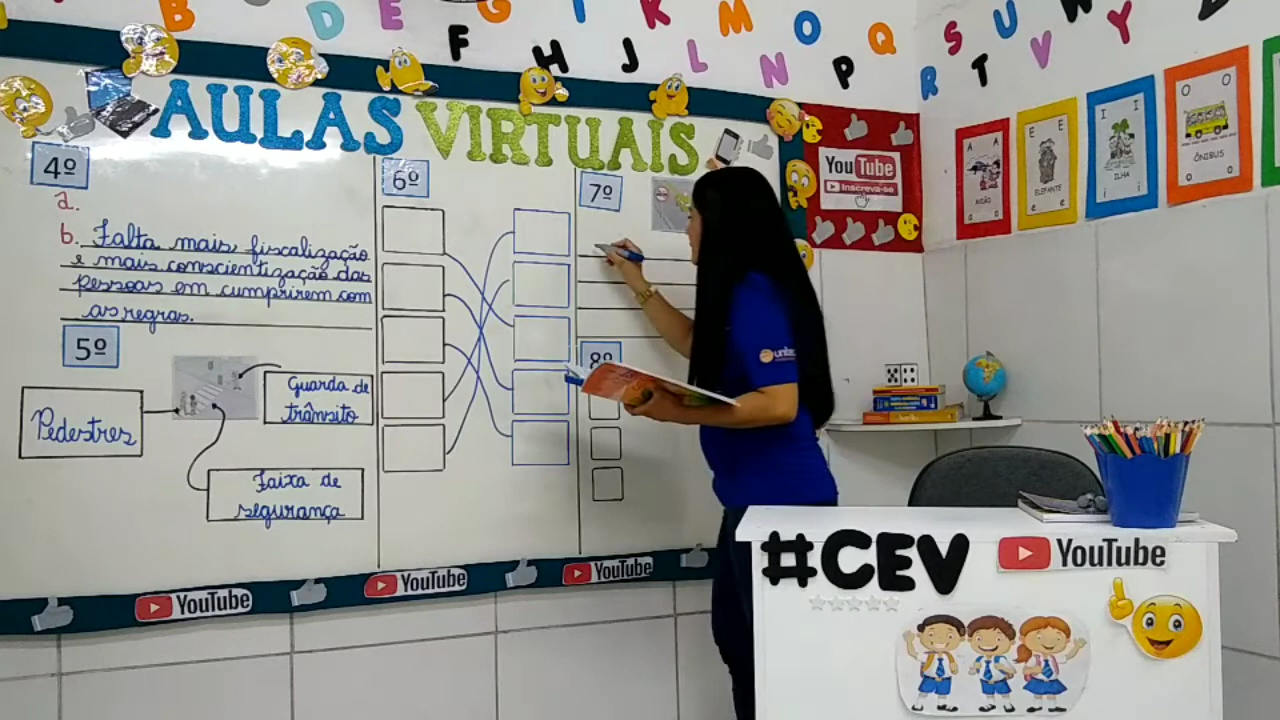 B D E G I K M O Q S U W Y Z
F H J L N P R T V
AULAS VIRTUAIS
4º
a.
b. Falta mais fiscalização
e mais conscientização das
pessoas em cumprirem com
as regras.
5º
Pedestres
Guarda de
trânsito
Faixa de
segurança
6º
7º
8º
YouTube
Inscreva-se
A A
a a
E E
ELEFANTE
e e
I I
ILHA
i i
O O
ÔNIBUS
o o
YouTube
YouTube
YouTube
#CEV
YouTube